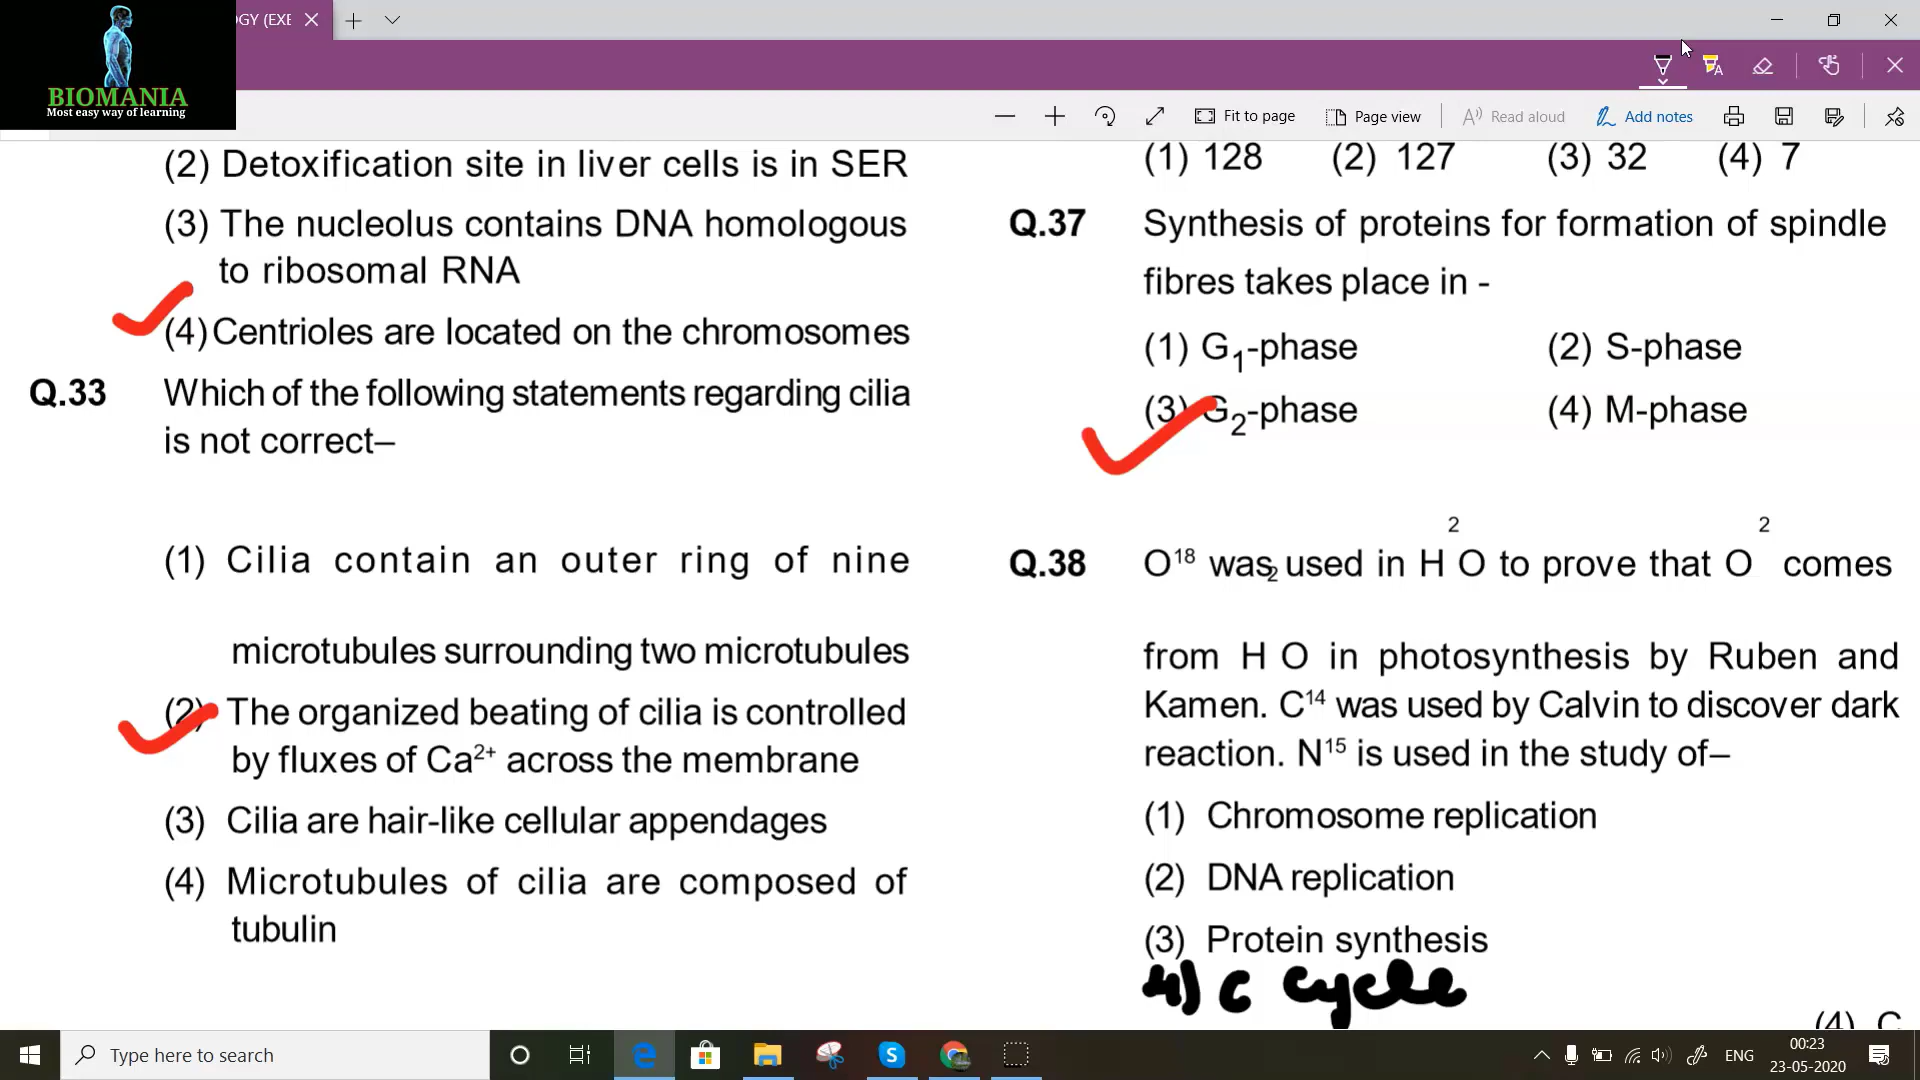 OGY (EXE
BIOMANIA
Most easy way of learning
Fit to page
Page view
Read aloud
Add notes
(2) Detoxification site in liver cells is in SER
(3) The nucleolus contains DNA homologous
to ribosomal RNA
(4) Centrioles are located on the chromosomes
Q.33 Which of the following statements regarding cilia
is not correct–
(1) Cilia contain an outer ring of nine
microtubules surrounding two microtubules
(2) The organized beating of cilia is controlled
by fluxes of Ca²⁺ across the membrane
(3) Cilia are hair-like cellular appendages
(4) Microtubules of cilia are composed of
tubulin
(1) 128 (2) 127 (3) 32 (4) 7
Q.37 Synthesis of proteins for formation of spindle
fibres takes place in -
(1) G₁-phase (2) S-phase
(3) G₂-phase (4) M-phase
2 2
Q.38 O¹⁸ was used in H O to prove that O comes
2
from H O in photosynthesis by Ruben and
Kamen. C¹⁴ was used by Calvin to discover dark
reaction. N¹⁵ is used in the study of–
(1) Chromosome replication
(2) DNA replication
(3) Protein synthesis
4) C cycle
(4) C
Type here to search
ENG
00:23
23-05-2020